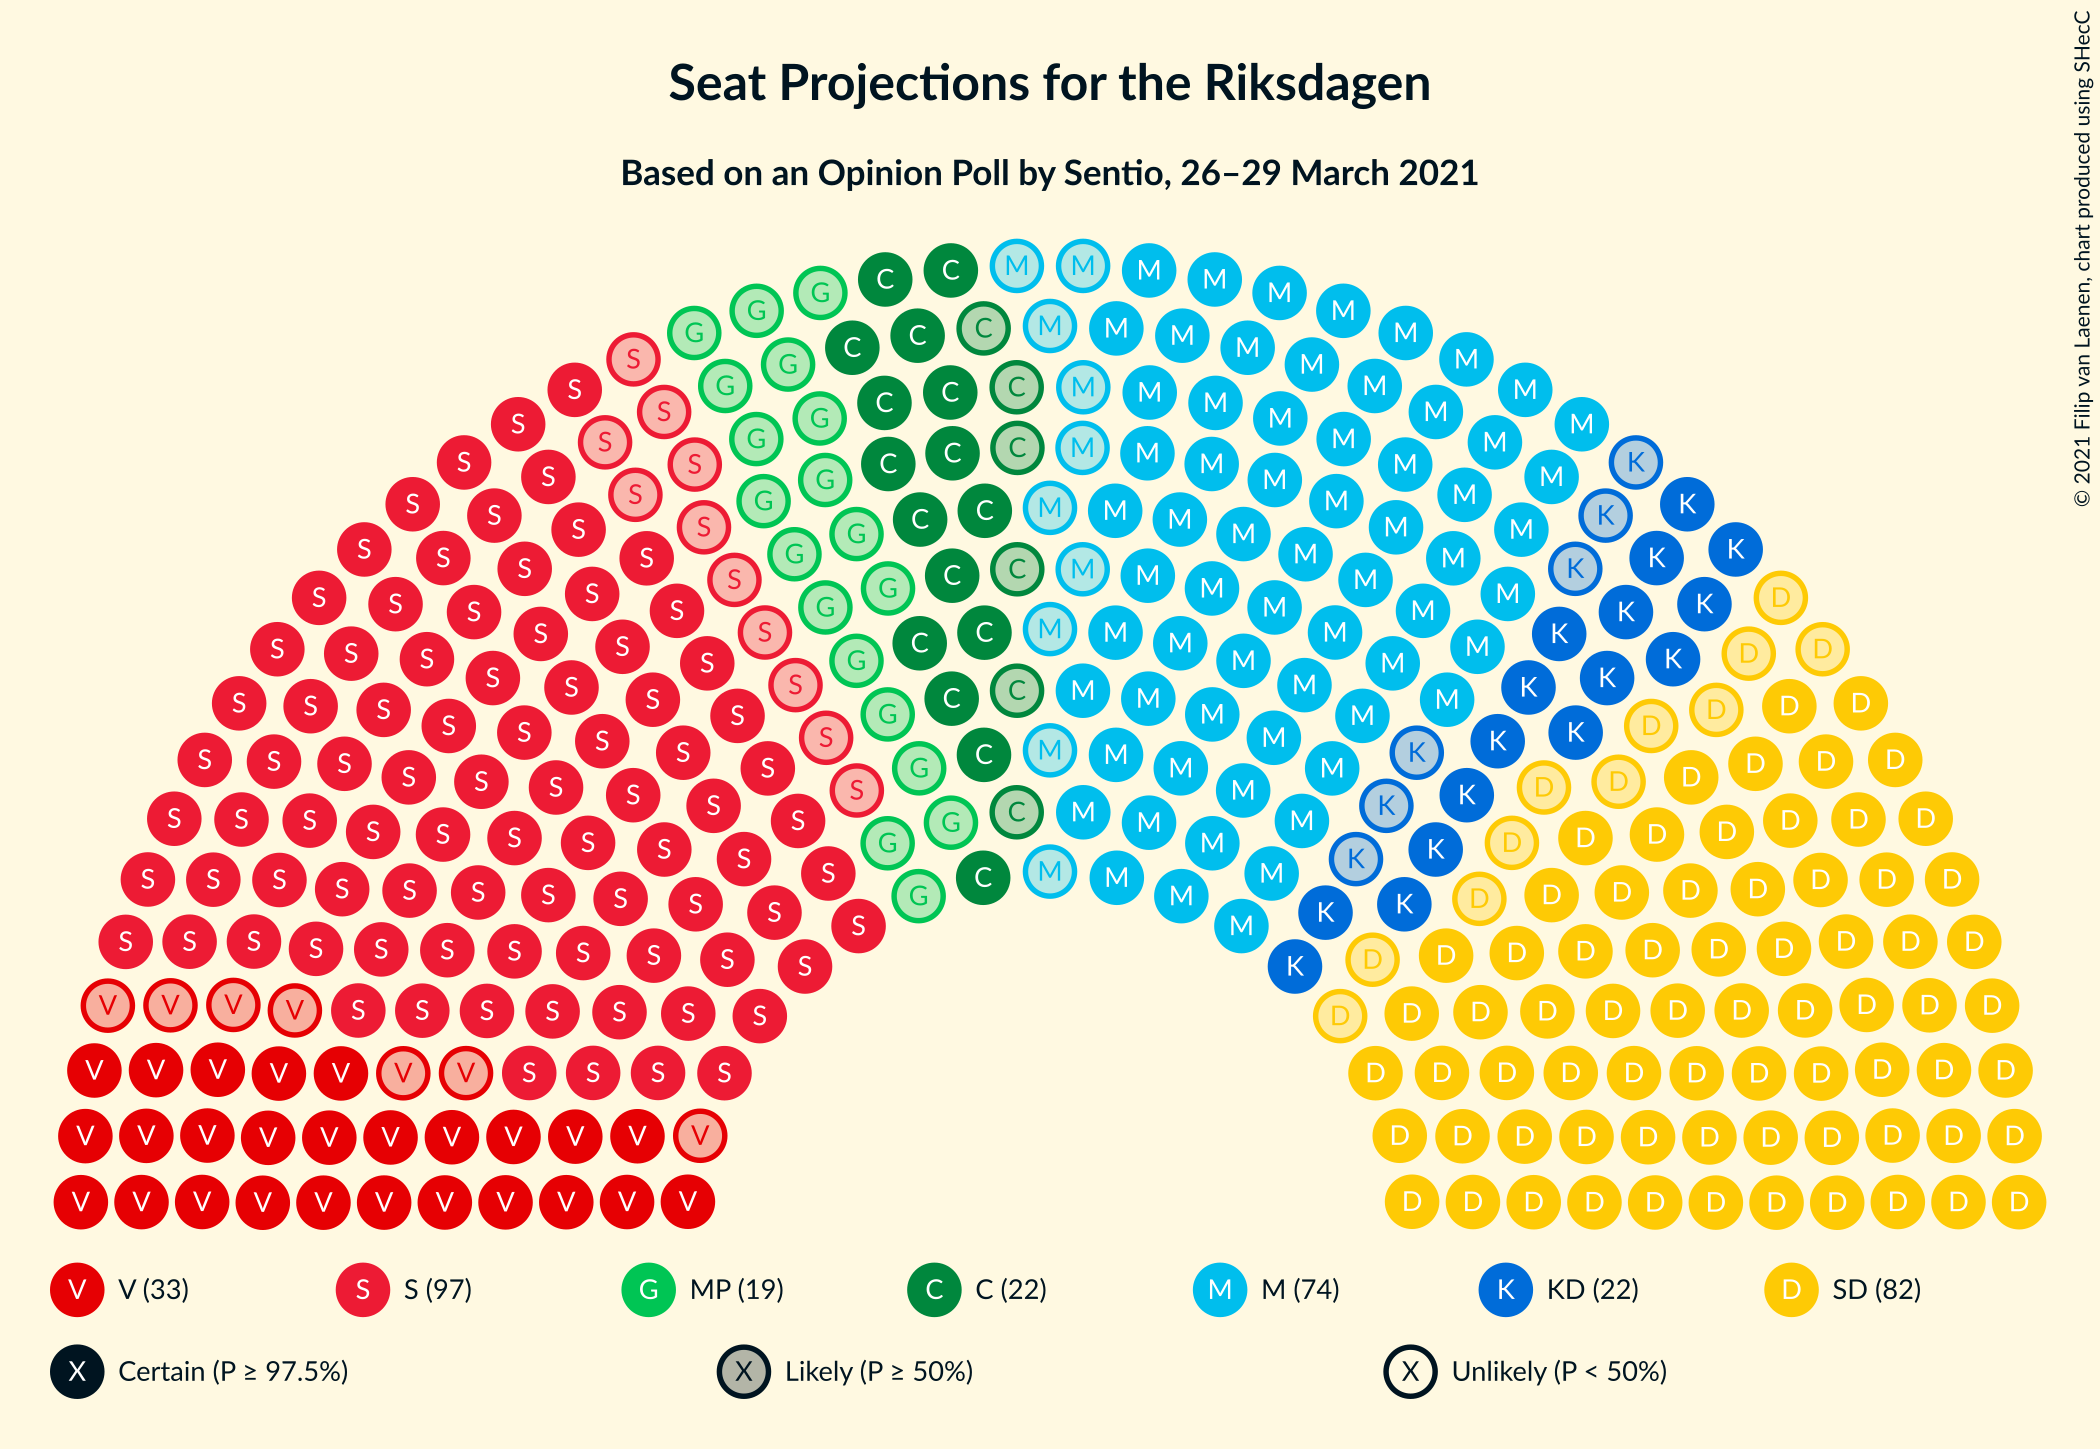 Seat Projections for the Riksdagen
Based on an Opinion Poll by Sentio, 26–29 March 2021
© 2021 Filip van Laenen, chart produced using SHecC
V V (33)
S S (97)
G MP (19)
C C (22)
M M (74)
K KD (22)
D SD (82)
X Certain (P ≥ 97.5%)
X Likely (P ≥ 50%)
X Unlikely (P < 50%)